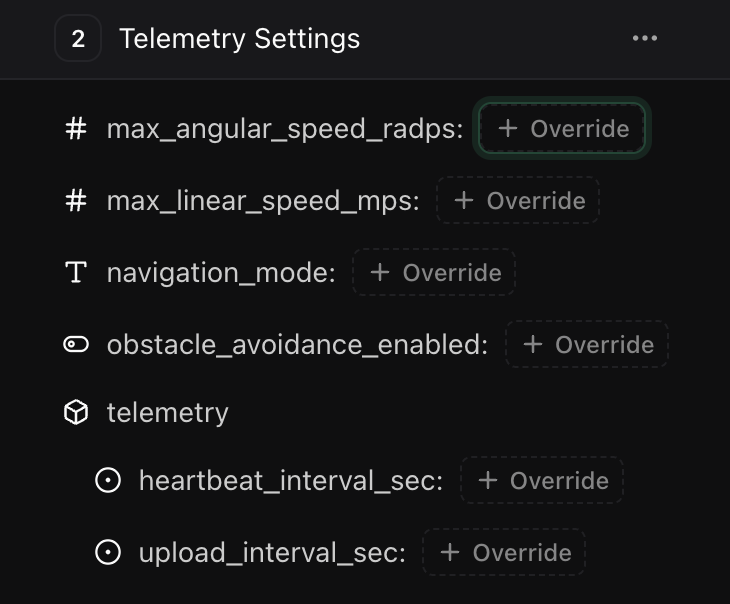 2 Telemetry Settings
max_angular_speed_radps: + Override
max_linear_speed_mps: + Override
navigation_mode: + Override
obstacle_avoidance_enabled: + Override
telemetry
heartbeat_interval_sec: + Override
upload_interval_sec: + Override